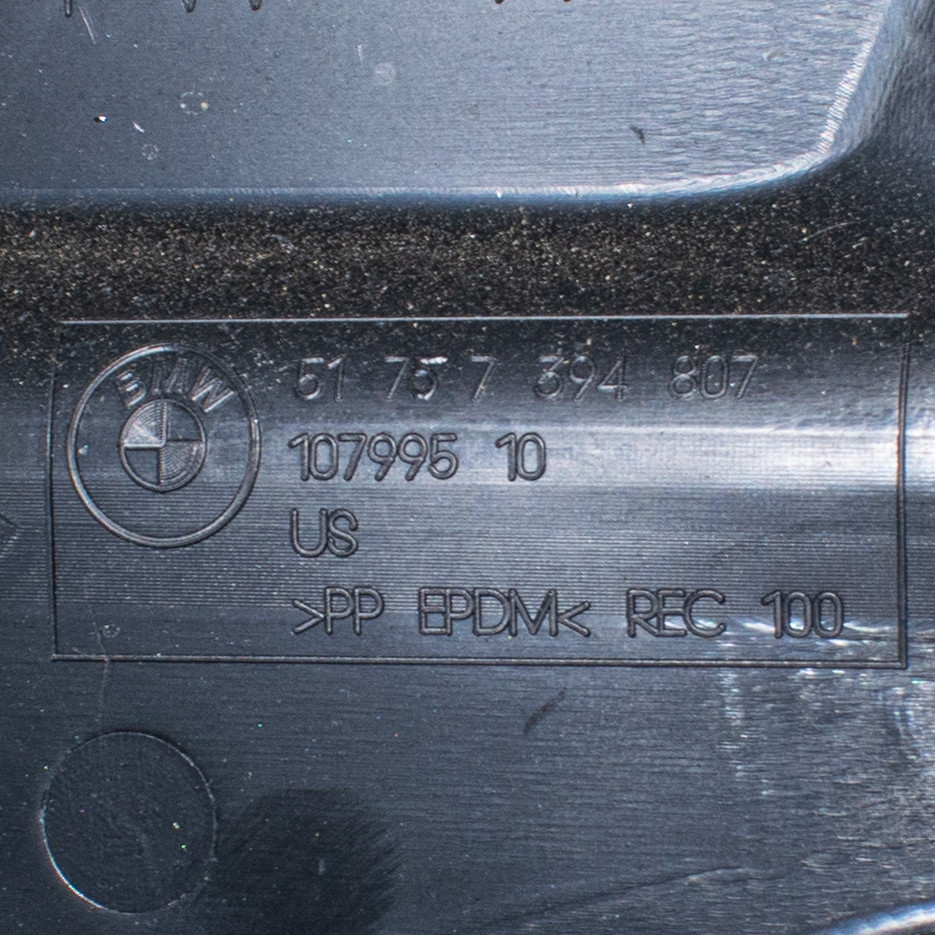 BMW
51 75 7 394 807
107995 10
US
>PP EPDM< REC 100